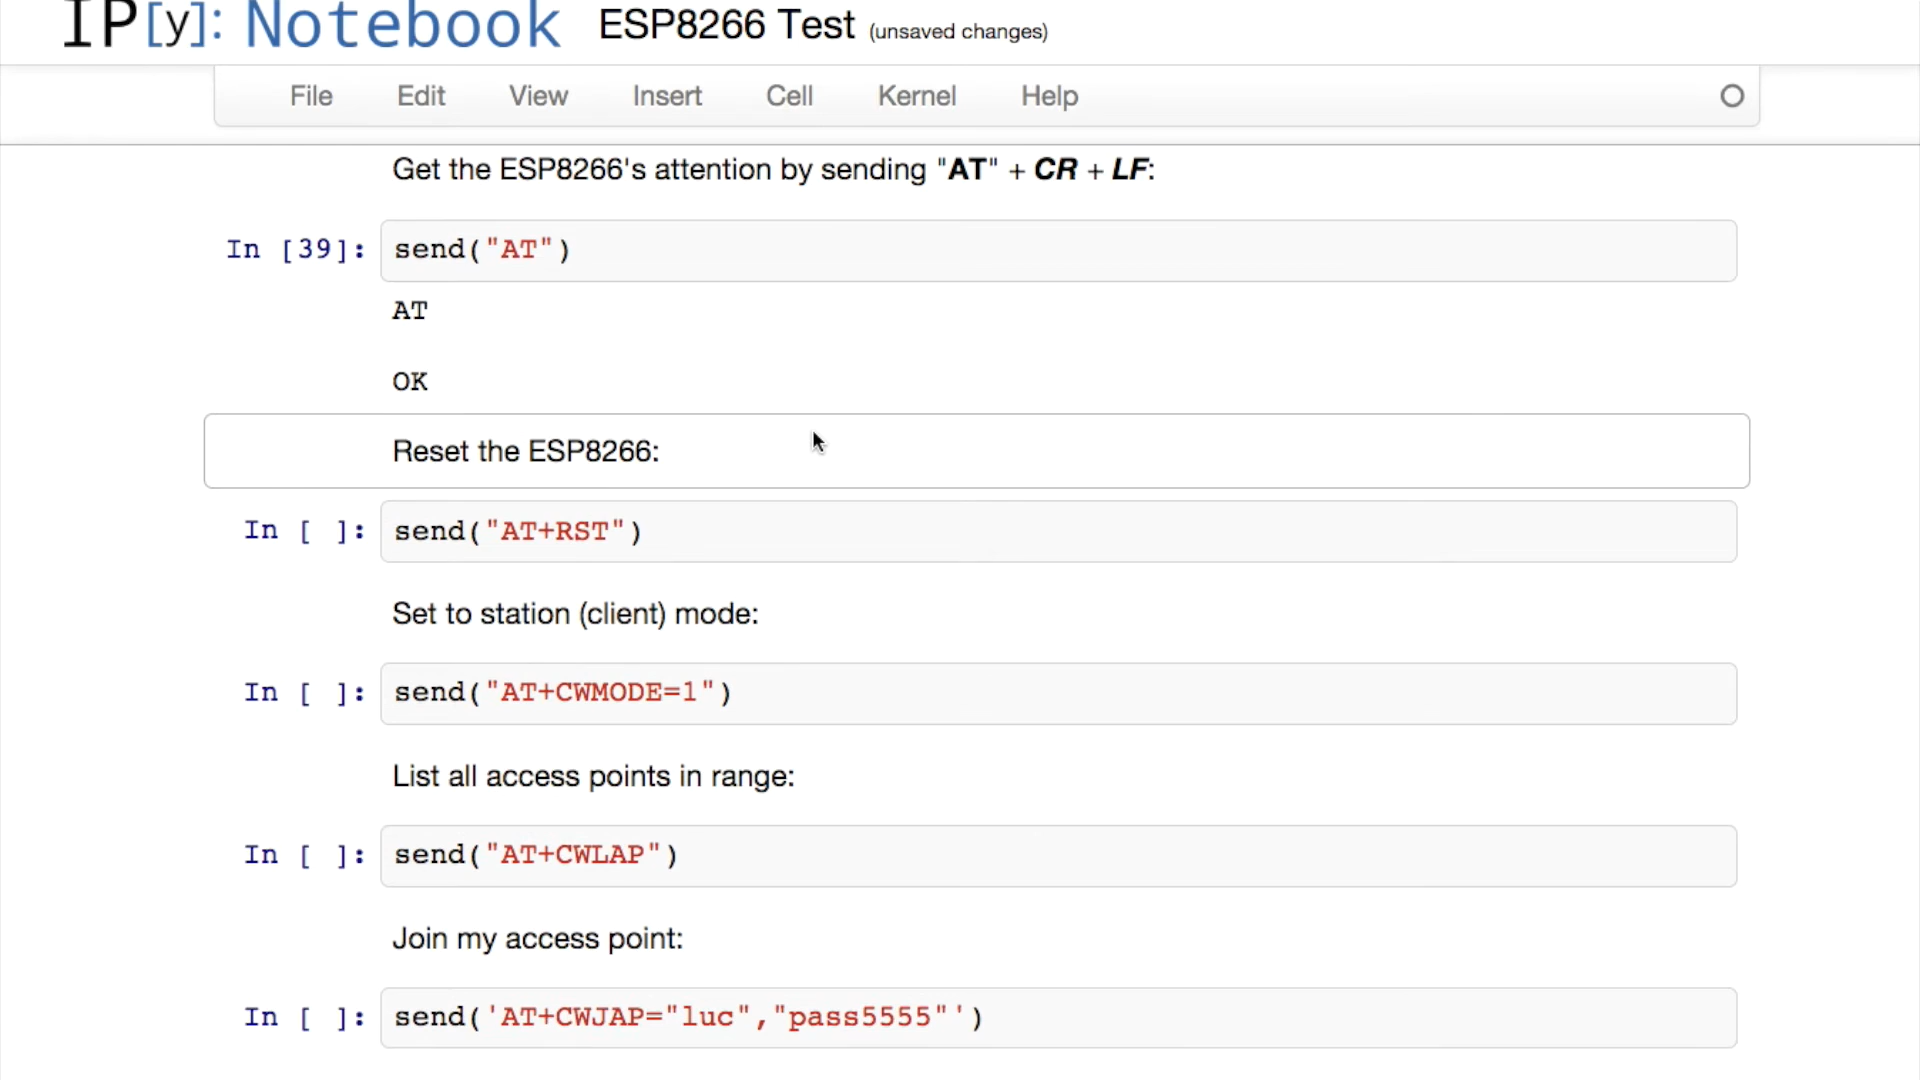 IP[y]: Notebook ESP8266 Test (unsaved changes)
File Edit View Insert Cell Kernel Help
Get the ESP8266's attention by sending "AT" + CR + LF:
In [39]: send("AT")
AT
OK
Reset the ESP8266:
In [ ]: send("AT+RST")
Set to station (client) mode:
In [ ]: send("AT+CWMODE=1")
List all access points in range:
In [ ]: send("AT+CWLAP")
Join my access point:
In [ ]: send('AT+CWJAP="luc","pass5555"')